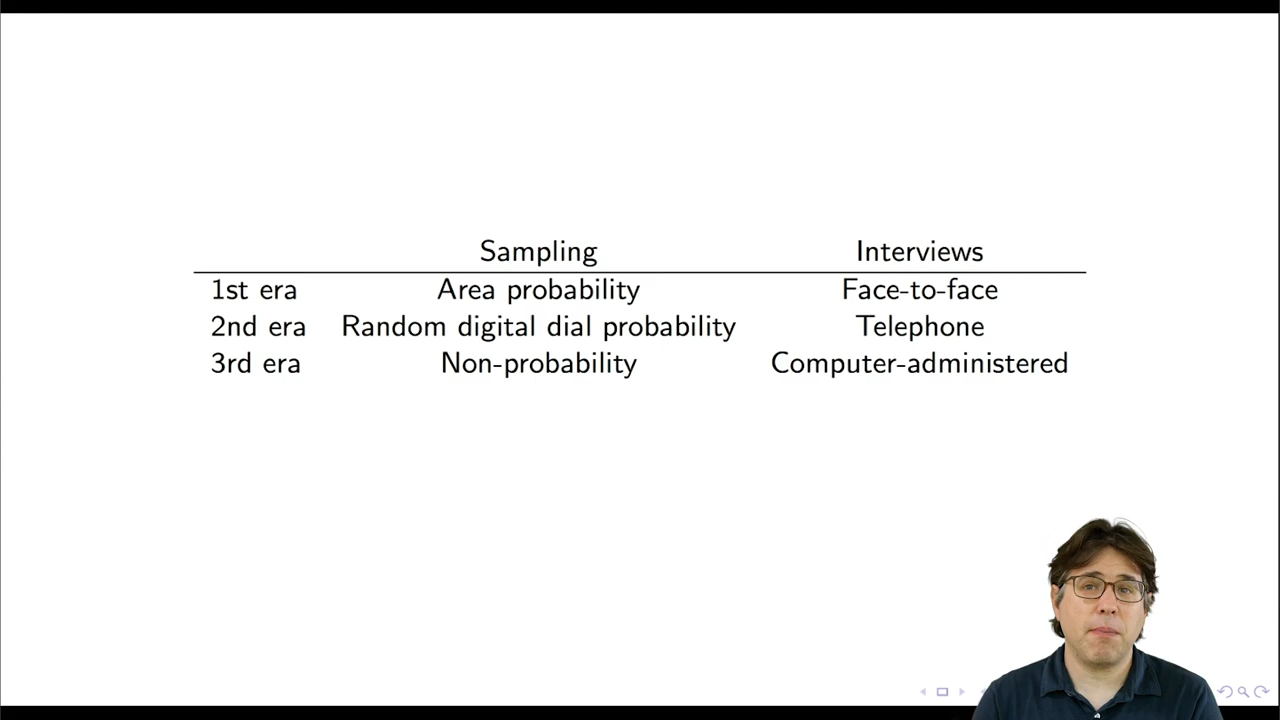 Sampling Interviews
1st era Area probability Face-to-face
2nd era Random digital dial probability Telephone
3rd era Non-probability Computer-administered